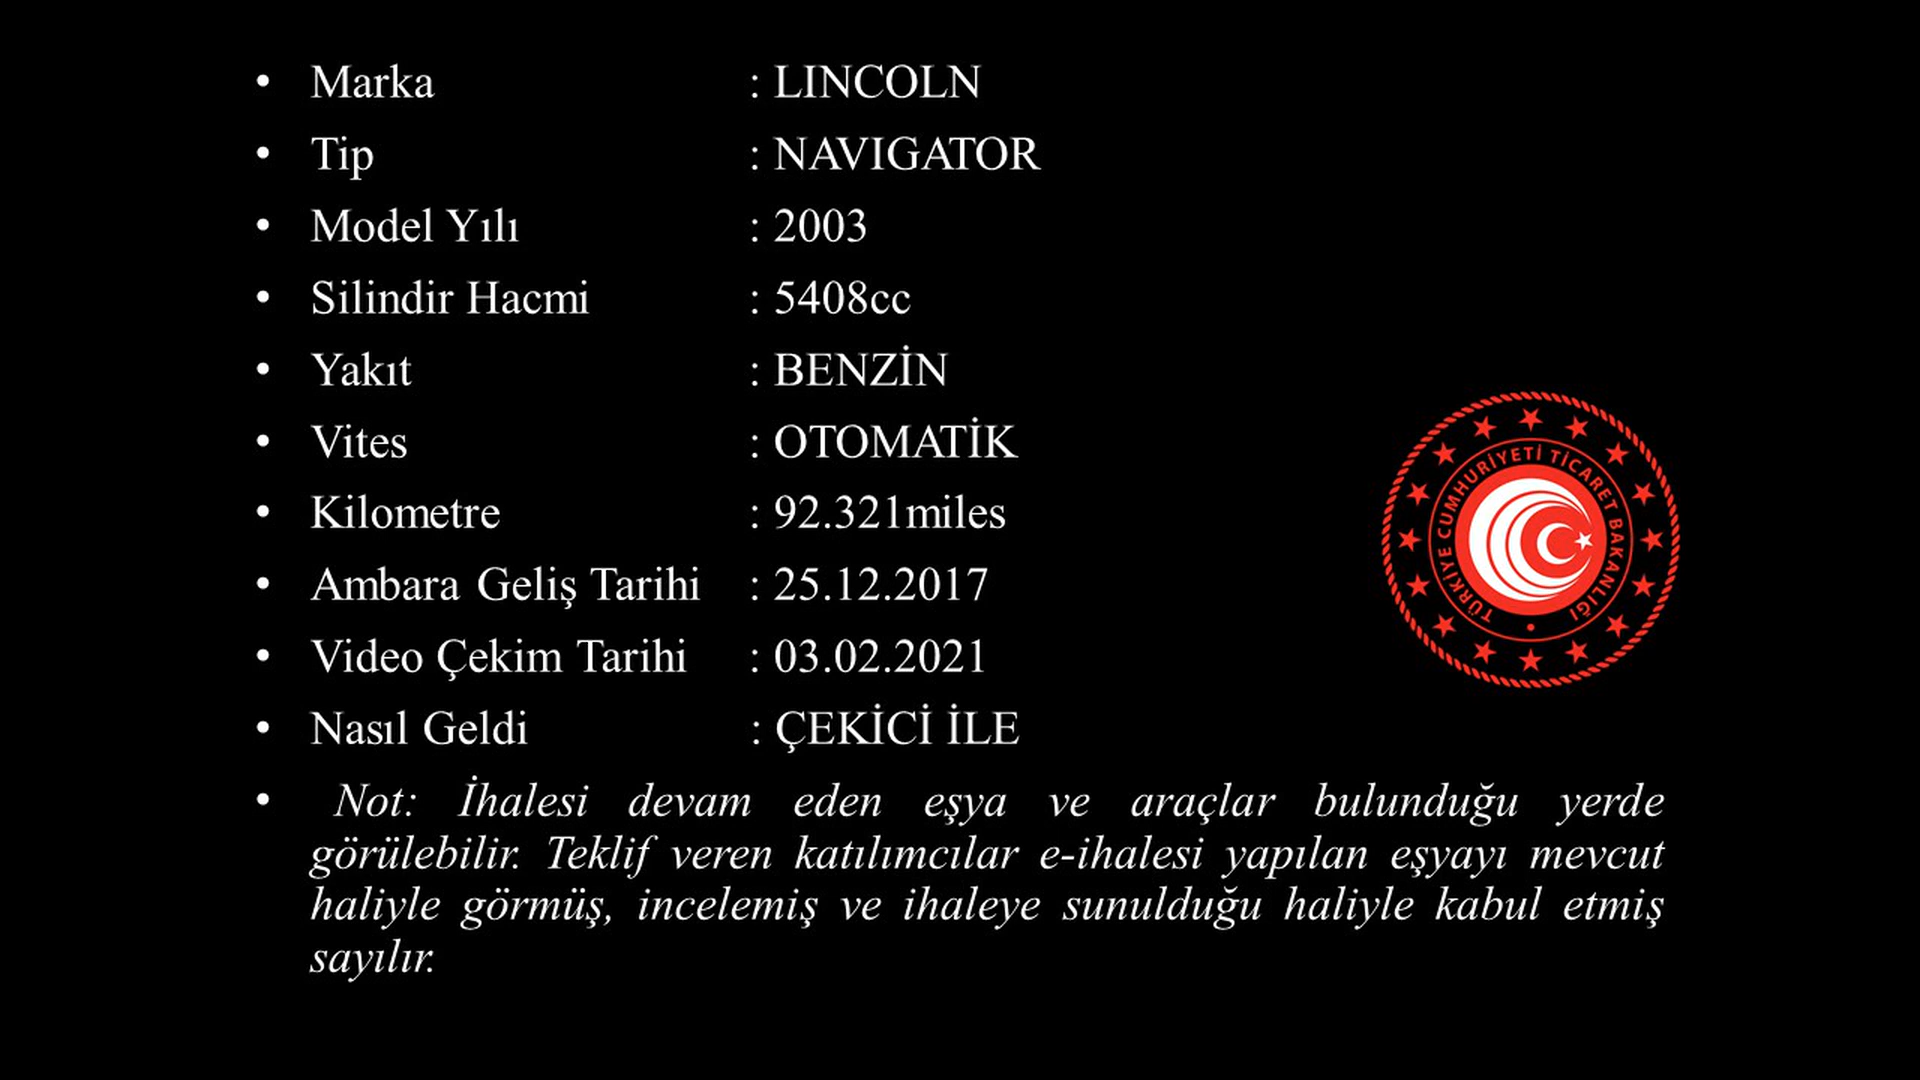 • Marka : LINCOLN
• Tip : NAVIGATOR
• Model Yılı : 2003
• Silindir Hacmi : 5408cc
• Yakıt : BENZİN
• Vites : OTOMATİK
• Kilometre : 92.321miles
• Ambara Geliş Tarihi : 25.12.2017
• Video Çekim Tarihi : 03.02.2021
• Nasıl Geldi : ÇEKİCİ İLE
• Not: İhalesi devam eden eşya ve araçlar bulunduğu yerde
görülebilir. Teklif veren katılımcılar e-ihalesi yapılan eşyayı mevcut
haliyle görmüş, incelemiş ve ihaleye sunulduğu haliyle kabul etmiş
sayılır.
TÜRKİYE CUMHURİYETİ TİCARET BAKANLIĞI